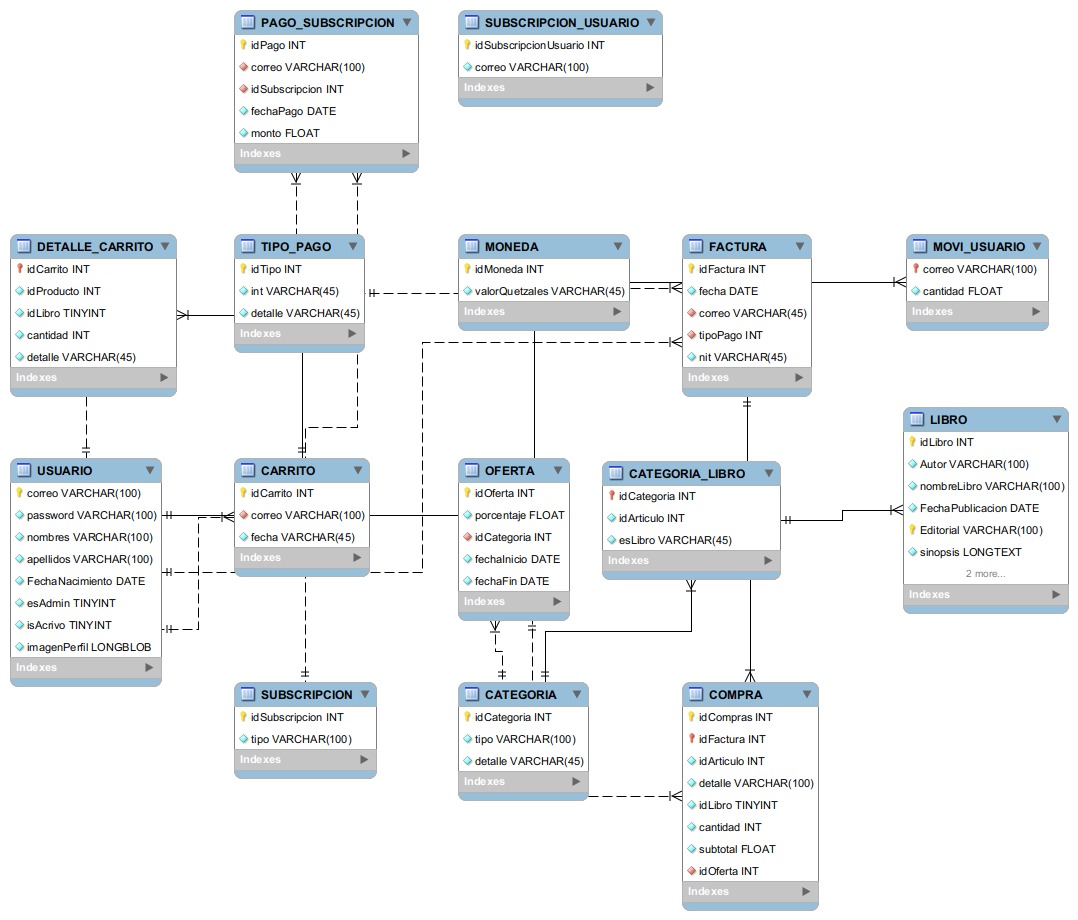 PAGO_SUBSCRIPCION
idPago INT
correo VARCHAR(100)
idSubscripcion INT
fechaPago DATE
monto FLOAT
Indexes
SUBSCRIPCION_USUARIO
idSubscripcionUsuario INT
correo VARCHAR(100)
Indexes
DETALLE_CARRITO
idCarrito INT
idProducto INT
idLibro TINYINT
cantidad INT
detalle VARCHAR(45)
Indexes
TIPO_PAGO
idTipo INT
int VARCHAR(45)
detalle VARCHAR(45)
Indexes
MONEDA
idMoneda INT
valorQuetzales VARCHAR(45)
Indexes
FACTURA
idFactura INT
fecha DATE
correo VARCHAR(45)
tipoPago INT
nit VARCHAR(45)
Indexes
MOVI_USUARIO
correo VARCHAR(100)
cantidad FLOAT
Indexes
USUARIO
correo VARCHAR(100)
password VARCHAR(100)
nombres VARCHAR(100)
apellidos VARCHAR(100)
FechaNacimiento DATE
esAdmin TINYINT
isAcrivo TINYINT
imagenPerfil LONGBLOB
Indexes
CARRITO
idCarrito INT
correo VARCHAR(100)
fecha VARCHAR(45)
Indexes
OFERTA
idOferta INT
porcentaje FLOAT
idCategoria INT
fechaInicio DATE
fechaFin DATE
Indexes
CATEGORIA_LIBRO
idCategoria INT
idArticulo INT
esLibro VARCHAR(45)
Indexes
LIBRO
idLibro INT
Autor VARCHAR(100)
nombreLibro VARCHAR(100)
FechaPublicacion DATE
Editorial VARCHAR(100)
sinopsis LONGTEXT
2 more...
Indexes
SUBSCRIPCION
idSubscripcion INT
tipo VARCHAR(100)
Indexes
CATEGORIA
idCategoria INT
tipo VARCHAR(100)
detalle VARCHAR(45)
Indexes
COMPRA
idCompras INT
idFactura INT
idArticulo INT
detalle VARCHAR(100)
idLibro TINYINT
cantidad INT
subtotal FLOAT
idOferta INT
Indexes